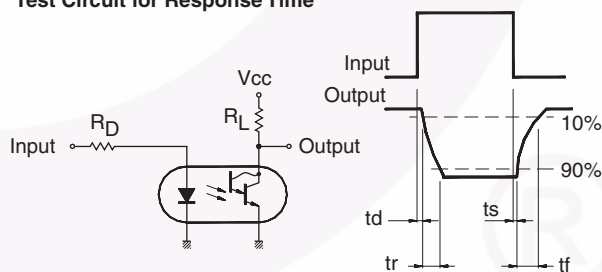 Test Circuit for Response Time
Input
RD
Vcc
RL
Output
Input
Output
10%
90%
td
ts
tr
tf
®